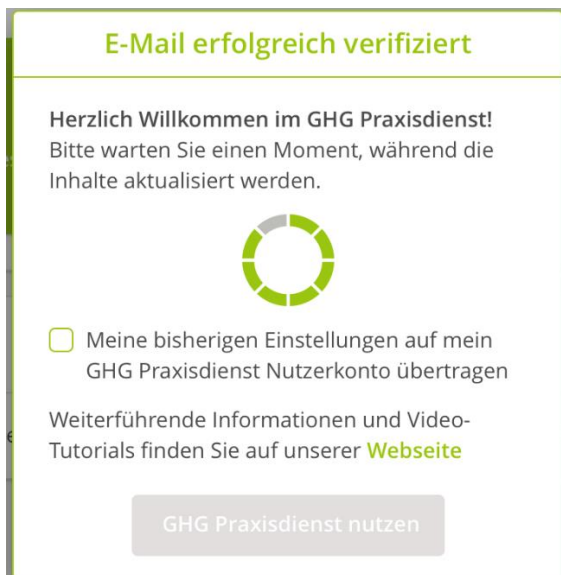 E-Mail erfolgreich verifiziert
Herzlich Willkommen im GHG Praxisdienst!
Bitte warten Sie einen Moment, während die
Inhalte aktualisiert werden.
Meine bisherigen Einstellungen auf mein
GHG Praxisdienst Nutzerkonto übertragen
Weiterführende Informationen und Video-
Tutorials finden Sie auf unserer Webseite
GHG Praxisdienst nutzen